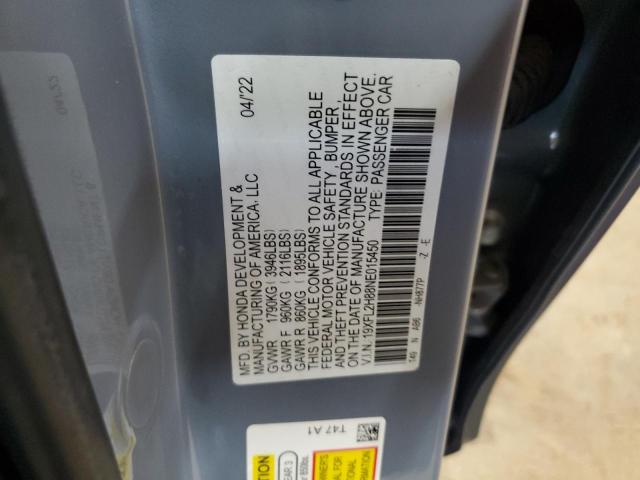 MFD. BY HONDA DEVELOPMENT &
MANUFACTURING OF AMERICA, LLC 04/'22
GVWR 1790KG (3946LBS)
GAWR F 960KG (2116LBS)
GAWR R 860KG (1895LBS)
THIS VEHICLE CONFORMS TO ALL APPLICABLE
FEDERAL MOTOR VEHICLE SAFETY, BUMPER,
AND THEFT PREVENTION STANDARDS IN EFFECT
ON THE DATE OF MANUFACTURE SHOWN ABOVE.
V.I.N.:19XFL2H88NE015450 TYPE: PASSENGER CAR
149 N AB6 -NH877P -Z -E
T47A1